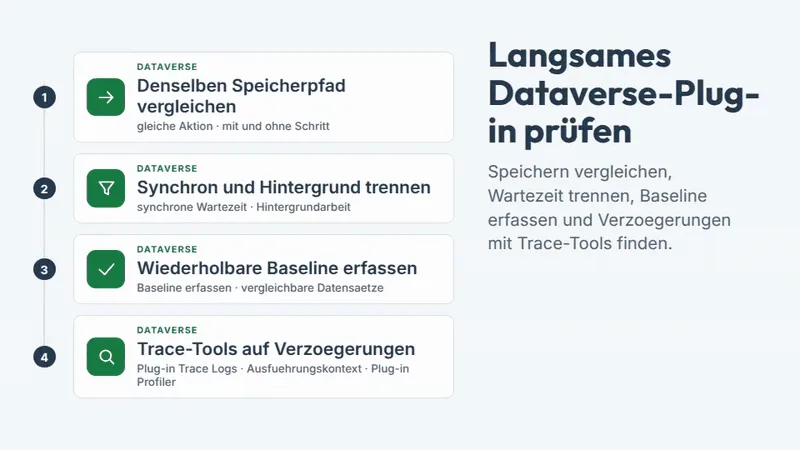 Langsames
Dataverse-Plug-
in prüfen
Speichern vergleichen,
Wartezeit trennen, Baseline
erfassen und Verzoegerungen
mit Trace-Tools finden.
1
DATAVERSE
Denselben Speicherpfad
vergleichen
gleiche Aktion · mit und ohne Schritt
2
DATAVERSE
Synchron und Hintergrund trennen
synchrone Wartezeit · Hintergrundarbeit
3
DATAVERSE
Wiederholbare Baseline erfassen
Baseline erfassen · vergleichbare Datensaetze
4
DATAVERSE
Trace-Tools auf Verzoegerungen
Plug-in Trace Logs · Ausfuehrungskontext · Plug-in
Profiler